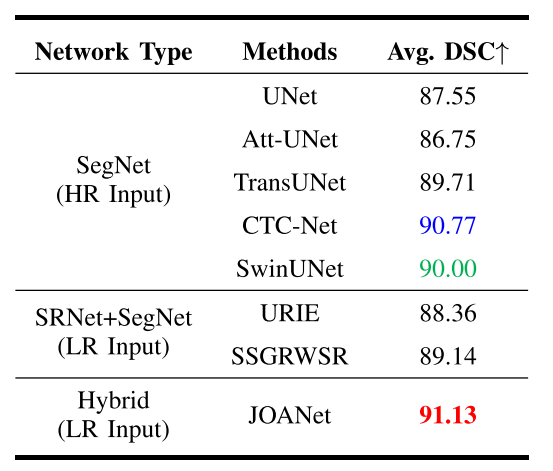 Network Type Methods Avg. DSC↑
UNet 87.55
Att-UNet 86.75
SegNet
(HR Input)
TransUNet 89.71
CTC-Net 90.77
SwinUNet 90.00
SRNet+SegNet
(LR Input)
URIE 88.36
SSGRWSR 89.14
Hybrid
(LR Input)
JOANet 91.13